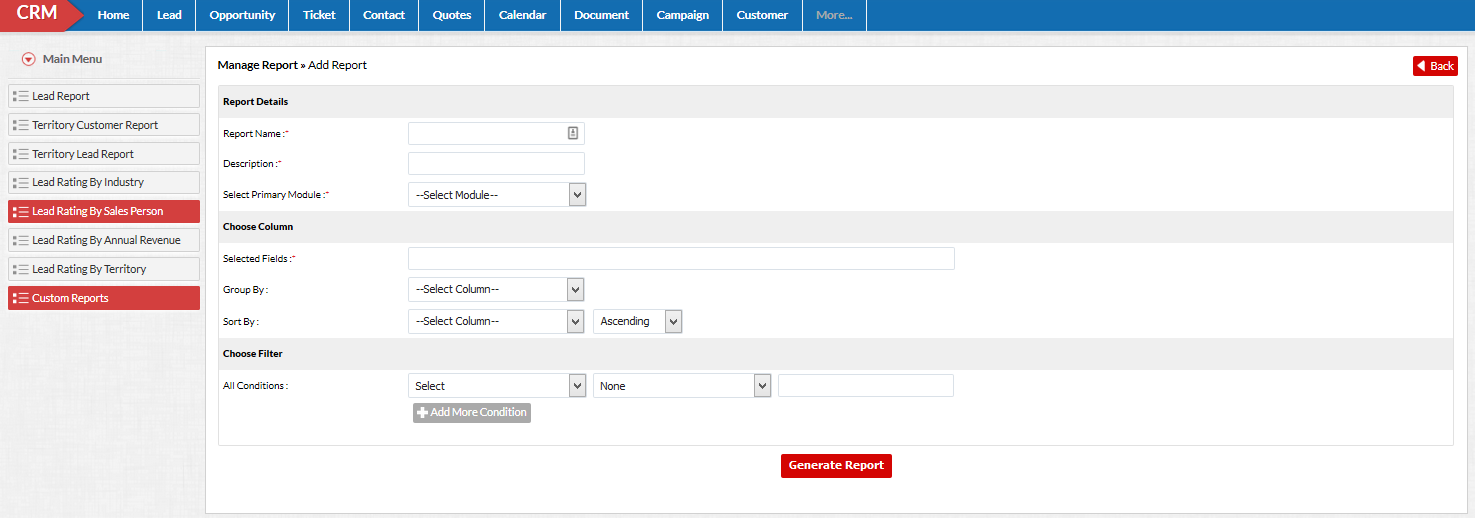 CRM Home Lead Opportunity Ticket Contact Quotes Calendar Document Campaign Customer More...
Main Menu
Lead Report
Territory Customer Report
Territory Lead Report
Lead Rating By Industry
Lead Rating By Sales Person
Lead Rating By Annual Revenue
Lead Rating By Territory
Custom Reports
Manage Report » Add Report
Back
Report Details
Report Name :*
Description :*
Select Primary Module :* --Select Module--
Choose Column
Selected Fields :*
Group By : --Select Column--
Sort By : --Select Column-- Ascending
Choose Filter
All Conditions : Select None
Add More Condition
Generate Report